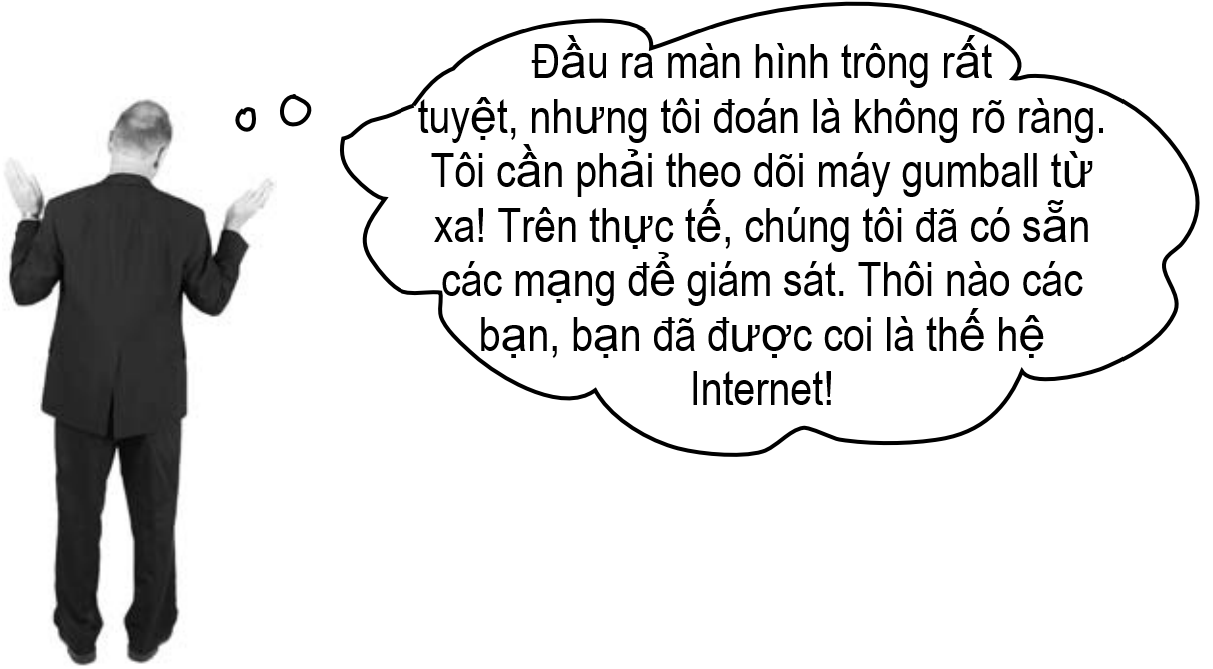 Đầu ra màn hình trông rất
tuyệt, nhưng tôi đoán là không rõ ràng.
Tôi cần phải theo dõi máy gumball từ
xa! Trên thực tế, chúng tôi đã có sẵn
các mạng để giám sát. Thôi nào các
bạn, bạn đã được coi là thế hệ
Internet!